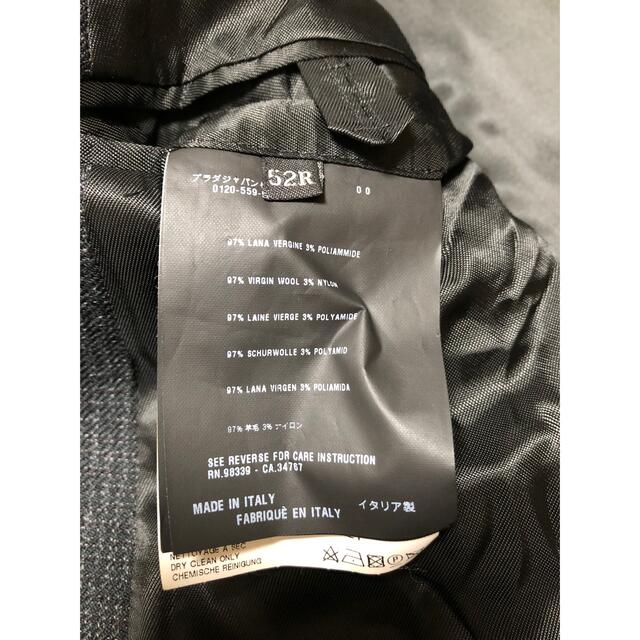 プラダジャパン
52R
0120-559-
00
97% LANA VERGINE 3% POLIAMMIDE
97% VIRGIN WOOL 3% NYLON
97% LAINE VIERGE 3% POLYAMIDE
97% SCHURWOLLE 3% POLYAMID
97% LANA VIRGEN 3% POLIAMIDA
97% 羊毛 3% ナイロン
SEE REVERSE FOR CARE INSTRUCTION
RN.98339 - CA.34767
MADE IN ITALY
FABRIQUÈ EN ITALY
イタリア製
NETTOYAGE A SEC
DRY CLEAN ONLY
CHEMISCHE REINIGUNG